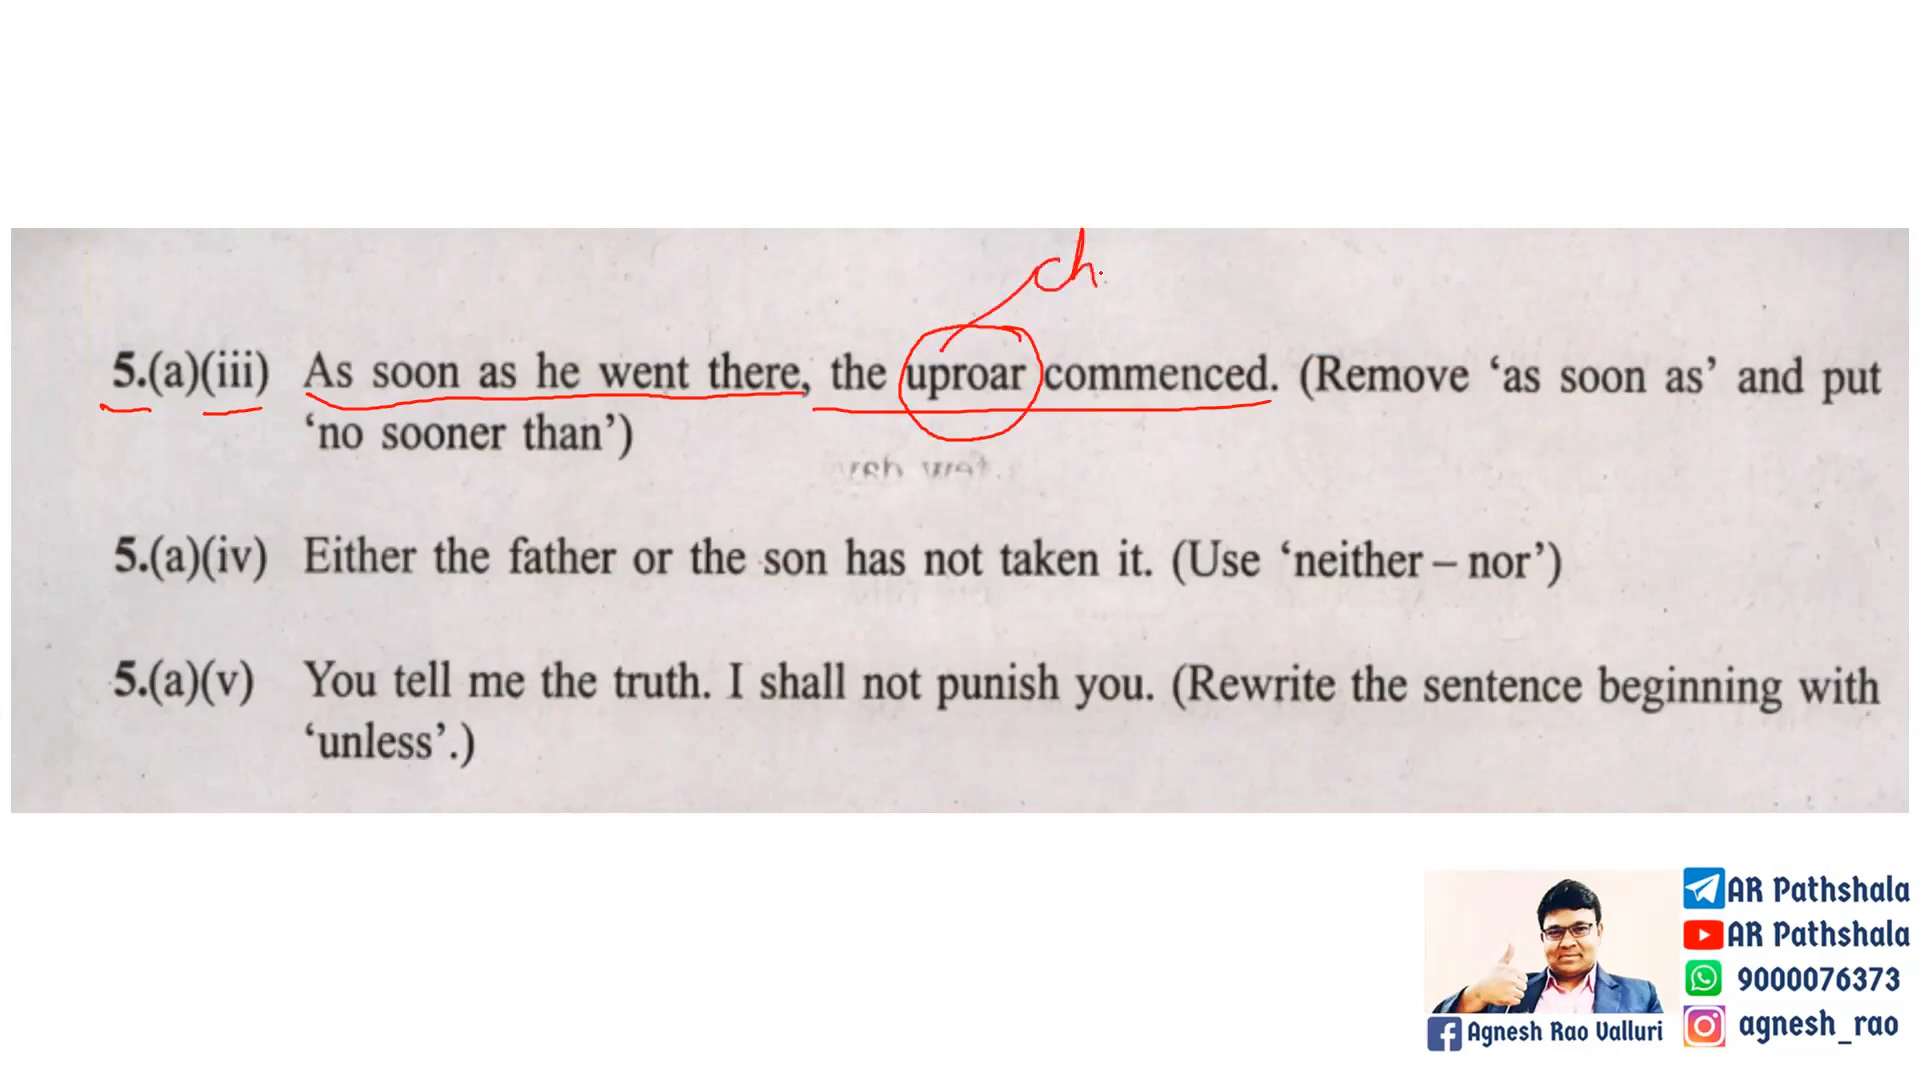 ch
5.(a)(iii) As soon as he went there, the uproar commenced. (Remove ‘as soon as’ and put
‘no sooner than’)
5.(a)(iv) Either the father or the son has not taken it. (Use ‘neither – nor’)
5.(a)(v) You tell me the truth. I shall not punish you. (Rewrite the sentence beginning with
‘unless’.)
AR Pathshala
AR Pathshala
9000076373
agnesh_rao
Agnesh Rao Valluri